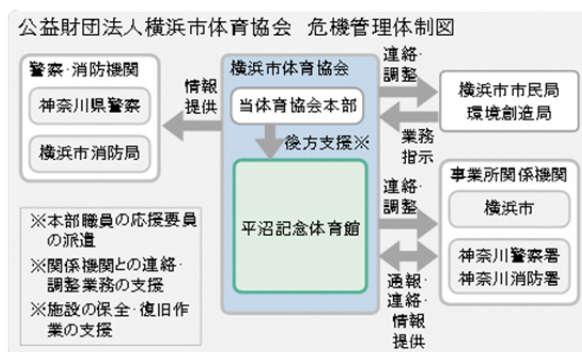 公益財団法人横浜市体育協会　危機管理体制図
警察・消防機関
神奈川県警察
横浜市消防局
情報
提供
横浜市体育協会
当体育協会本部
後方支援※
平沼記念体育館
連絡・
調整
業務
指示
横浜市市民局
環境創造局
連絡・
調整
通報・
連絡・
情報
提供
事業所関係機関
横浜市
神奈川警察署
神奈川消防署
※本部職員の応援要員
の派遣
※関係機関との連絡・
調整業務の支援
※施設の保全・復旧作
業の支援